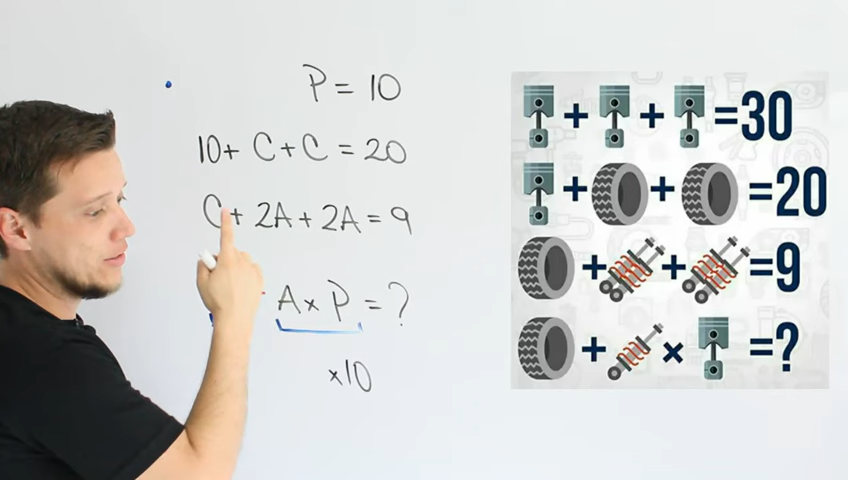 P = 10
10 + C + C = 20
C + 2A + 2A = 9
A × P = ?
×10
+ + =30
+ + =20
+ + =9
+ × =?